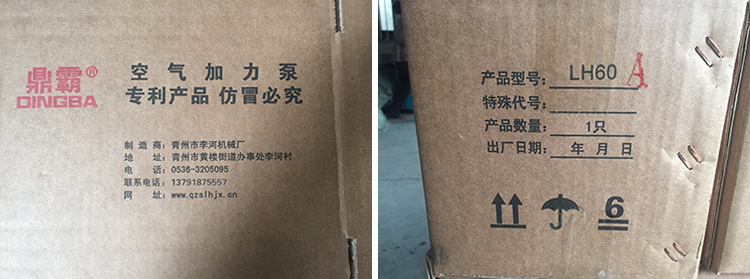 鼎霸®
DINGBA
空气加力泵
专利产品 仿冒必究
制造商：青州市李河机械厂
地址：青州市黄楼街道办事处李河村
电话：0536-3205095
联系电话：13791875557
网址：www.qzslhjx.cn
产品型号：LH60 A
特殊代号：
产品数量：1只
出厂日期：年 月 日
6